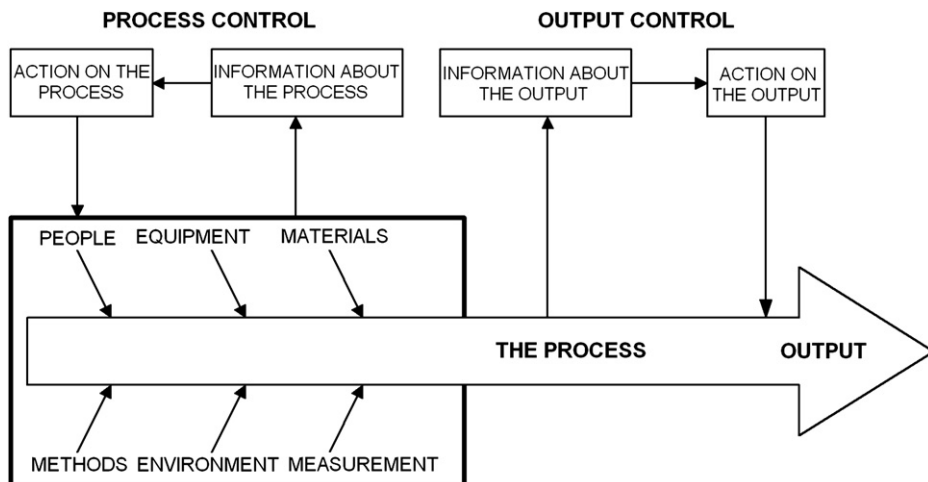 PROCESS CONTROL
OUTPUT CONTROL
ACTION ON THE
PROCESS
INFORMATION ABOUT
THE PROCESS
INFORMATION ABOUT
THE OUTPUT
ACTION ON
THE OUTPUT
PEOPLE
EQUIPMENT
MATERIALS
THE PROCESS
OUTPUT
METHODS
ENVIRONMENT
MEASUREMENT